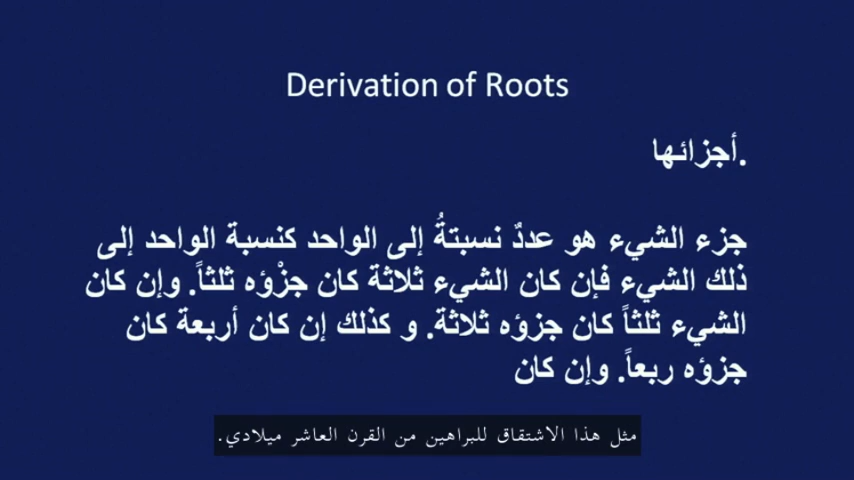 Derivation of Roots
أجزائها.
جزء الشيء هو عددٌ نسبتةُ إلى الواحد كنسبة الواحد إلى
ذلك الشيء فإن كان الشيء ثلاثة كان جزْؤه ثلثاً. وإن كان
الشيء ثلثاً كان جزؤه ثلاثة. و كذلك إن كان أربعة كان
جزؤه ربعاً. وإن كان
مثل هذا الاشتقاق للبراهين من القرن العاشر ميلادي.